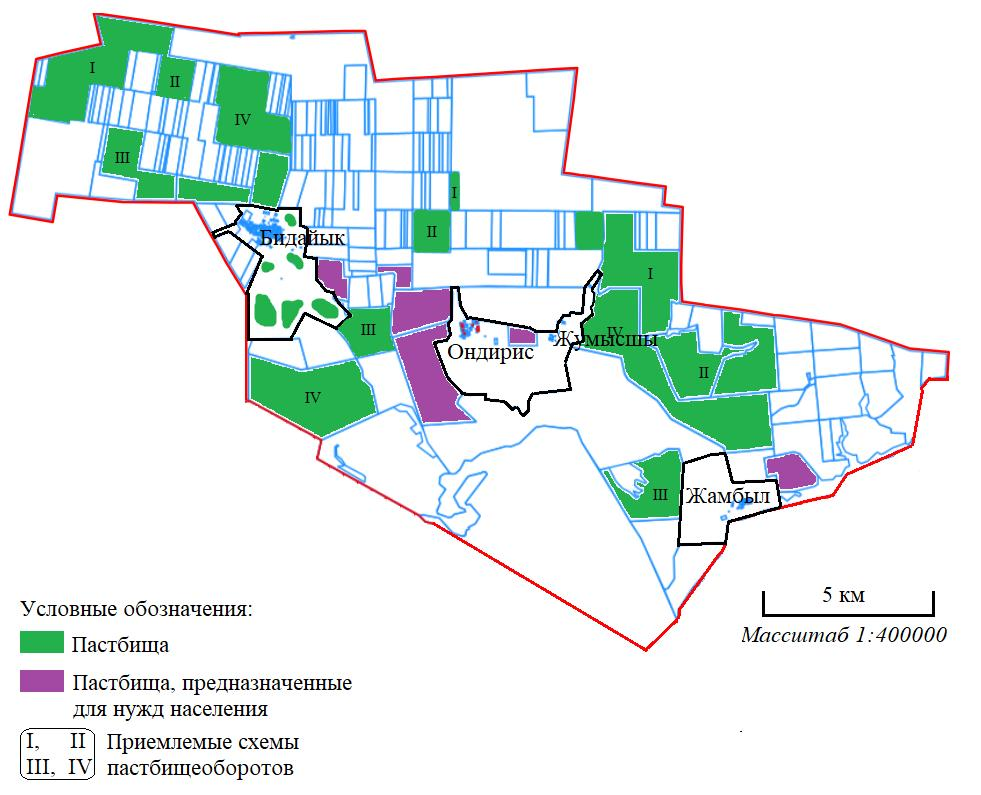 I
II
IV
III
I
II
Бидайык
I
III
IV
Жумысшы
Ондирис
II
IV
III
Жамбыл
5 км
Масштаб 1:400000
Условные обозначения:
Пастбища
Пастбища, предназначенные
для нужд населения
I, II Приемлемые схемы
III, IV пастбищеоборотов